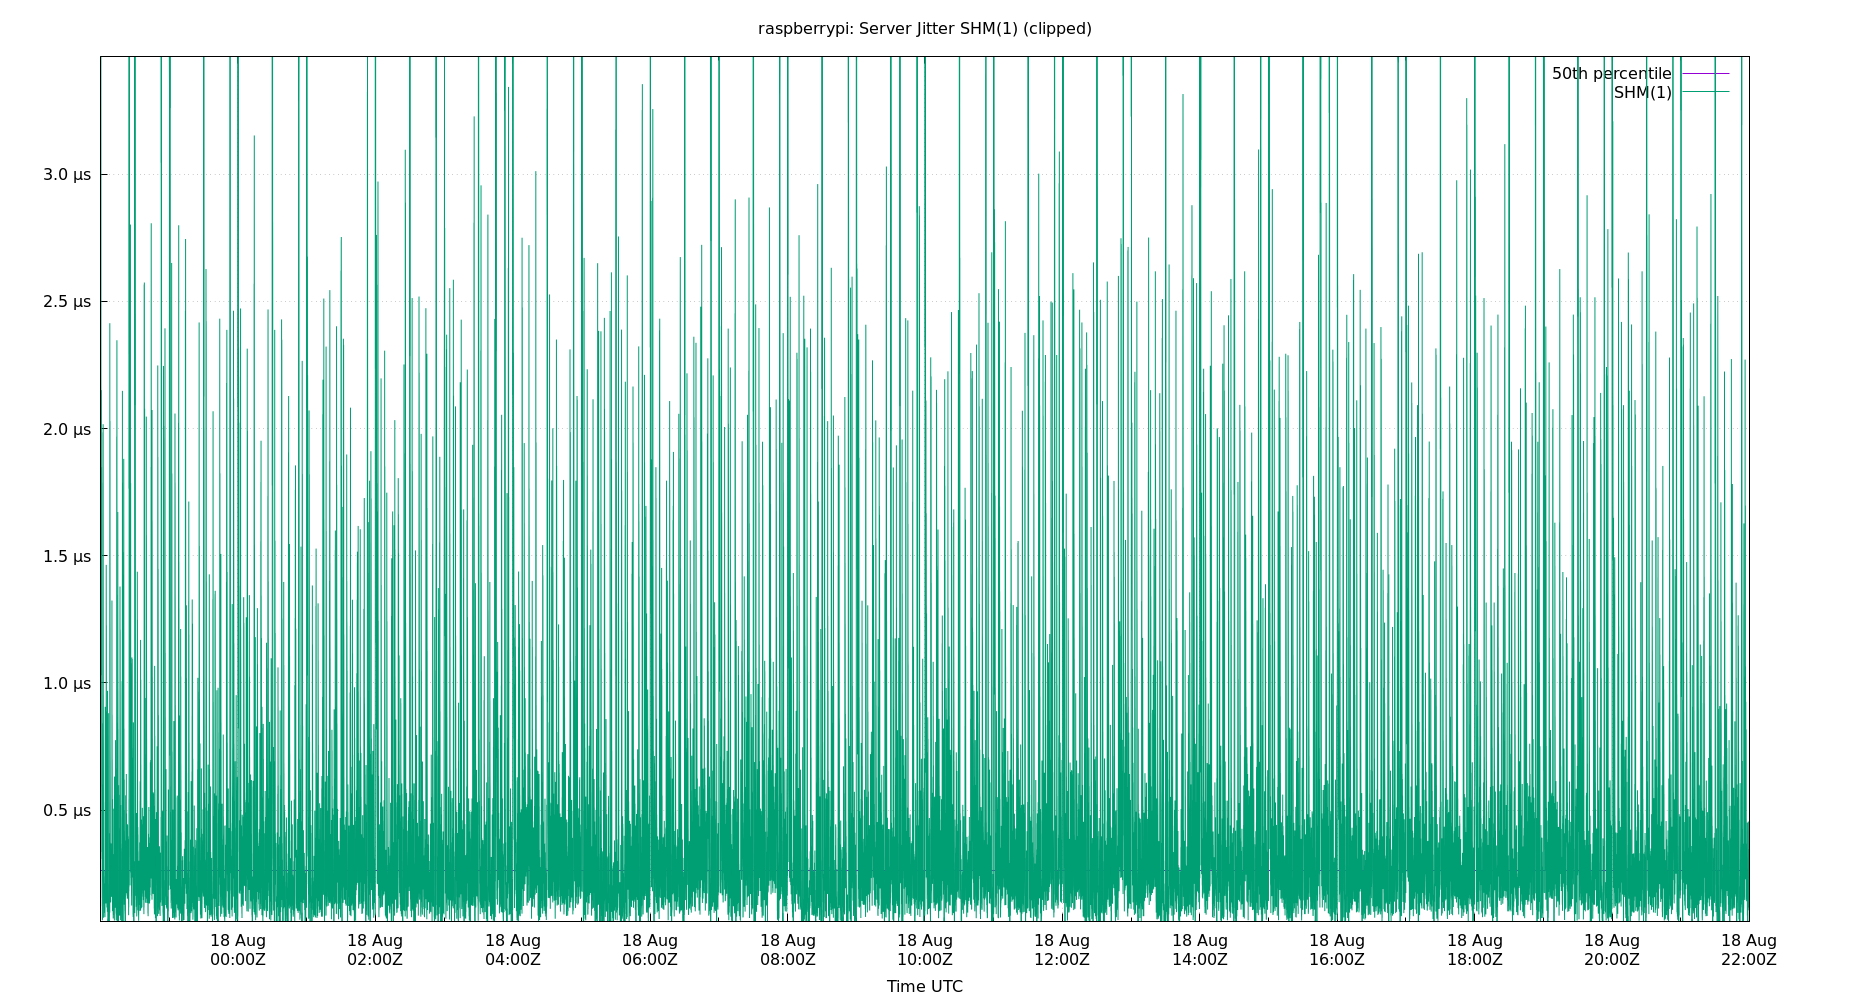 raspberrypi: Server Jitter SHM(1) (clipped)
50th percentile
SHM(1)
3.0 µs
2.5 µs
2.0 µs
1.5 µs
1.0 µs
0.5 µs
18 Aug 18 Aug 18 Aug 18 Aug 18 Aug 18 Aug 18 Aug 18 Aug 18 Aug 18 Aug 18 Aug 18 Aug
00:00Z 02:00Z 04:00Z 06:00Z 08:00Z 10:00Z 12:00Z 14:00Z 16:00Z 18:00Z 20:00Z 22:00Z
Time UTC